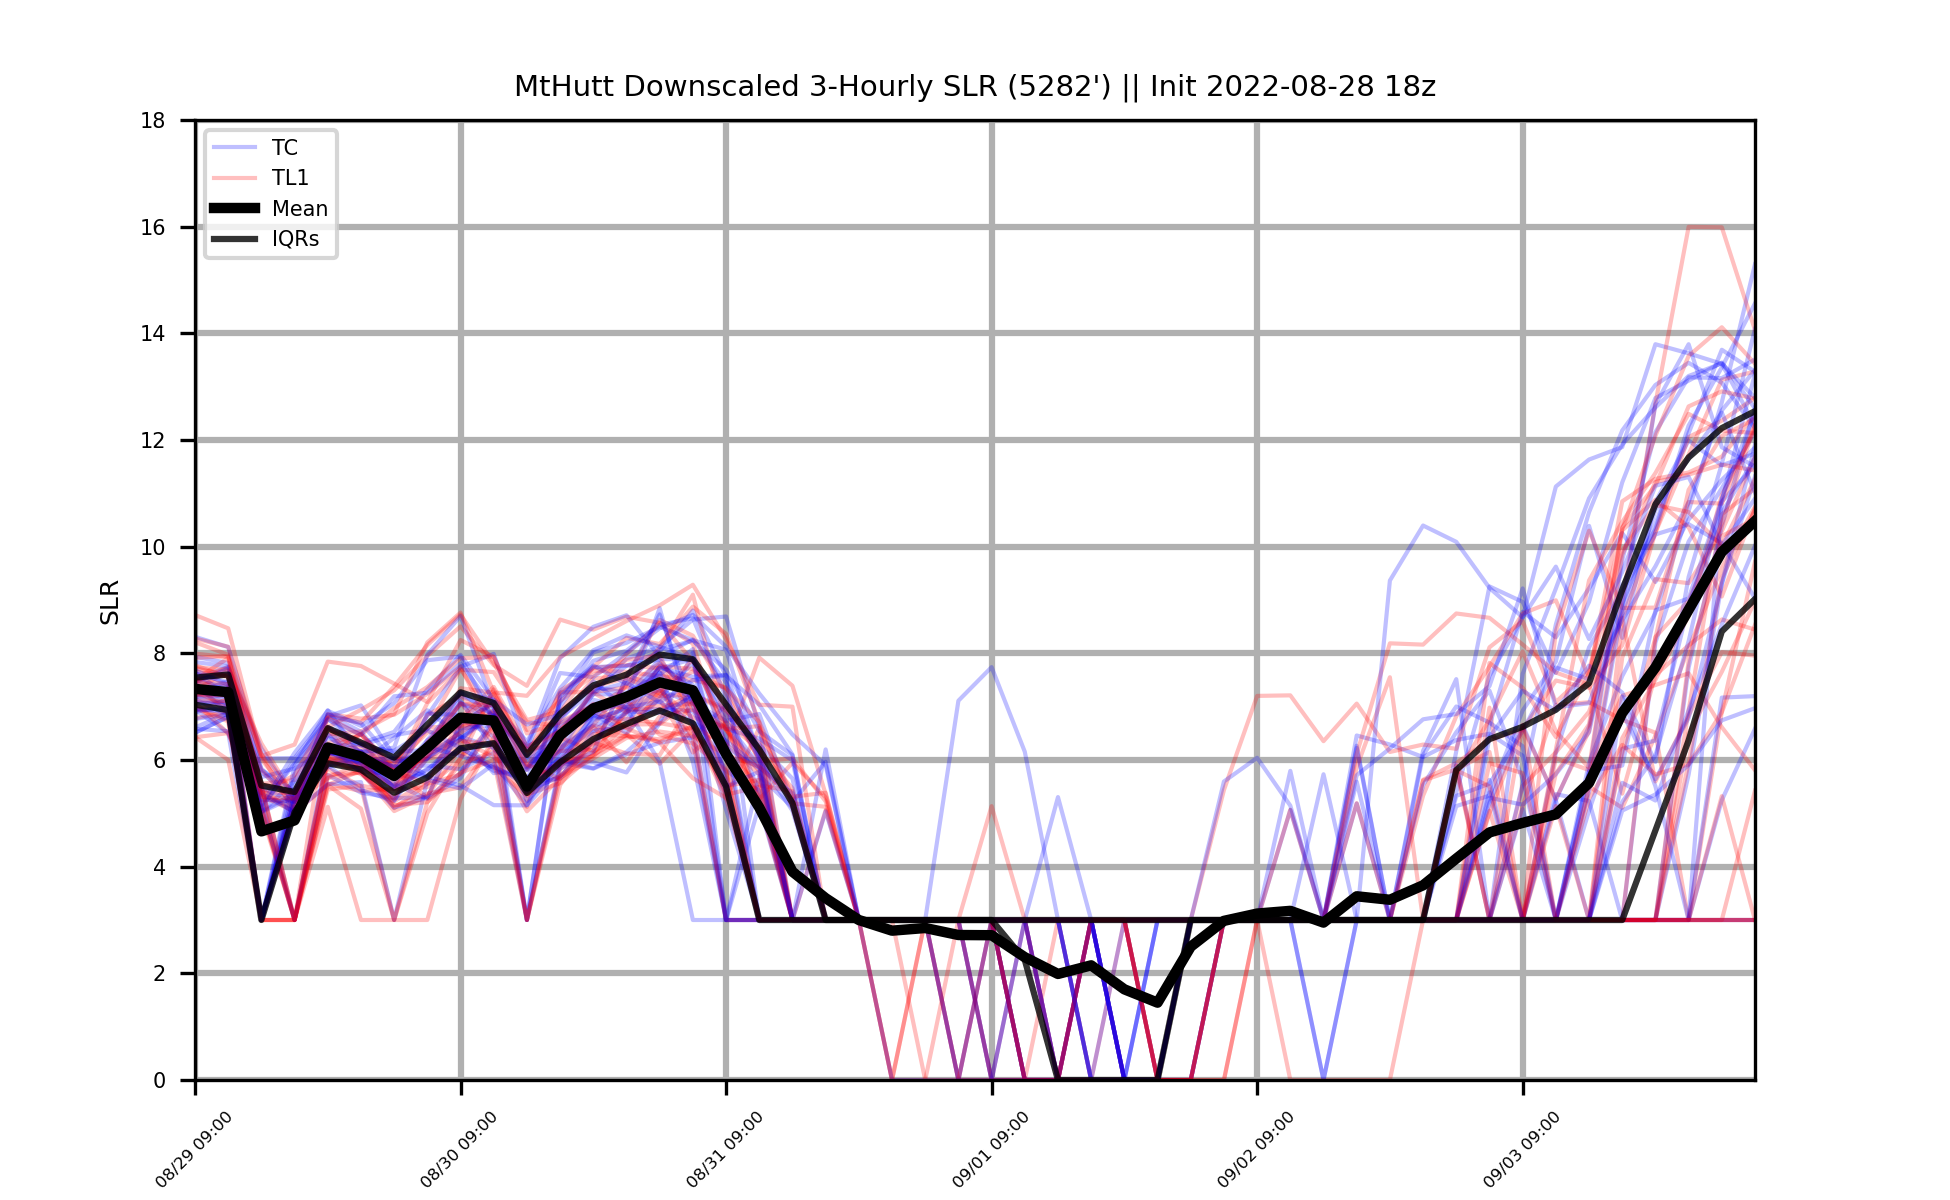 MtHutt Downscaled 3-Hourly SLR (5282') || Init 2022-08-28 18z
18
16
14
12
10
8
6
4
2
0
SLR
TC
TL1
Mean
IQRs
08/29 09:00
08/30 09:00
08/31 09:00
09/01 09:00
09/02 09:00
09/03 09:00